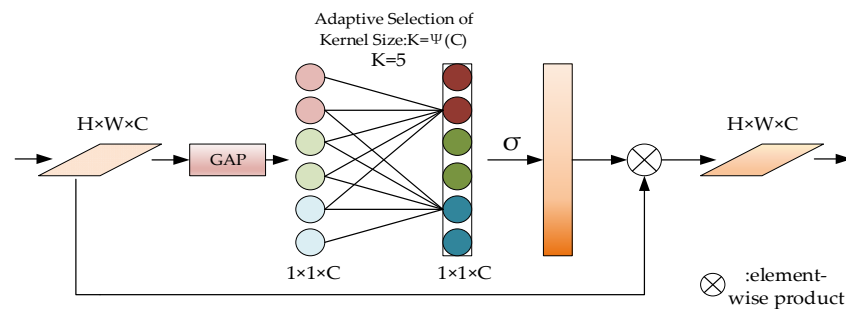 Adaptive Selection of
Kernel Size:K=Ψ(C)
K=5
H×W×C
GAP
σ
H×W×C
1×1×C
1×1×C
:element-
wise product